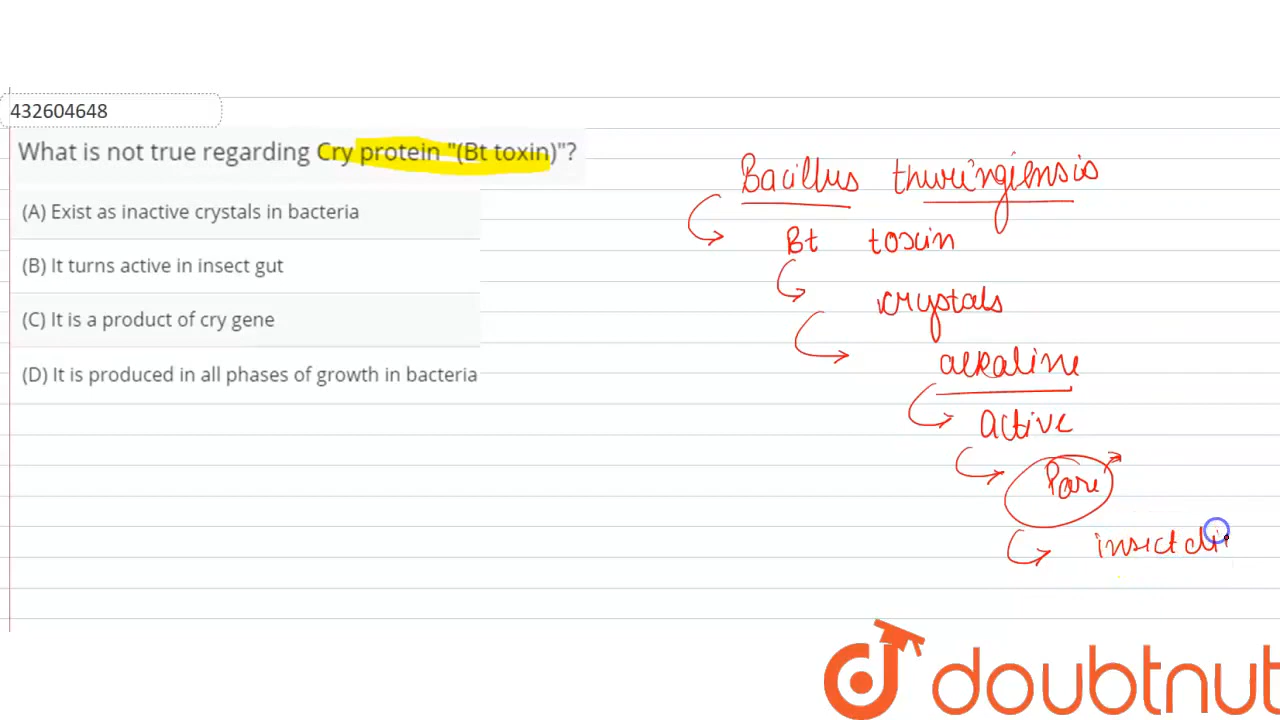 432604648
What is not true regarding Cry protein "(Bt toxin)"?
(A) Exist as inactive crystals in bacteria
(B) It turns active in insect gut
(C) It is a product of cry gene
(D) It is produced in all phases of growth in bacteria
Bacillus thuringiensis
Bt toxin
crystals
alkaline
active
Pore
insect di
doubtnut